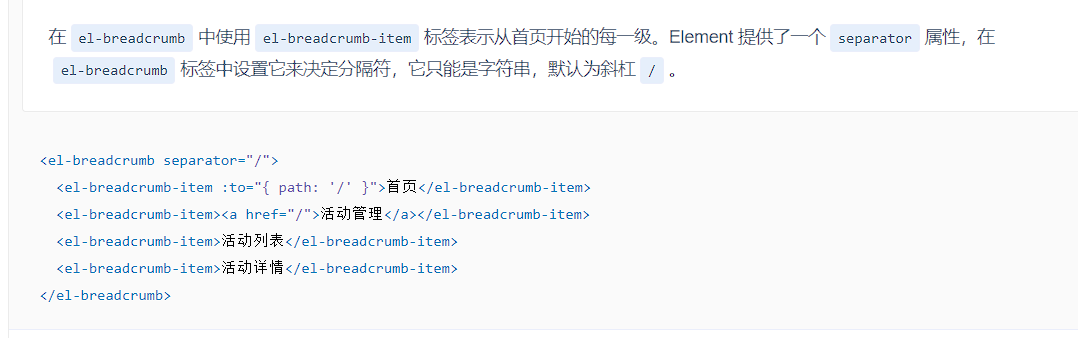 在 el-breadcrumb 中使用 el-breadcrumb-item 标签表示从首页开始的每一级。Element 提供了一个 separator 属性，在
el-breadcrumb 标签中设置它来决定分隔符，它只能是字符串，默认为斜杠 / 。
<el-breadcrumb separator="/">
  <el-breadcrumb-item :to="{ path: '/' }">首页</el-breadcrumb-item>
  <el-breadcrumb-item><a href="/">活动管理</a></el-breadcrumb-item>
  <el-breadcrumb-item>活动列表</el-breadcrumb-item>
  <el-breadcrumb-item>活动详情</el-breadcrumb-item>
</el-breadcrumb>